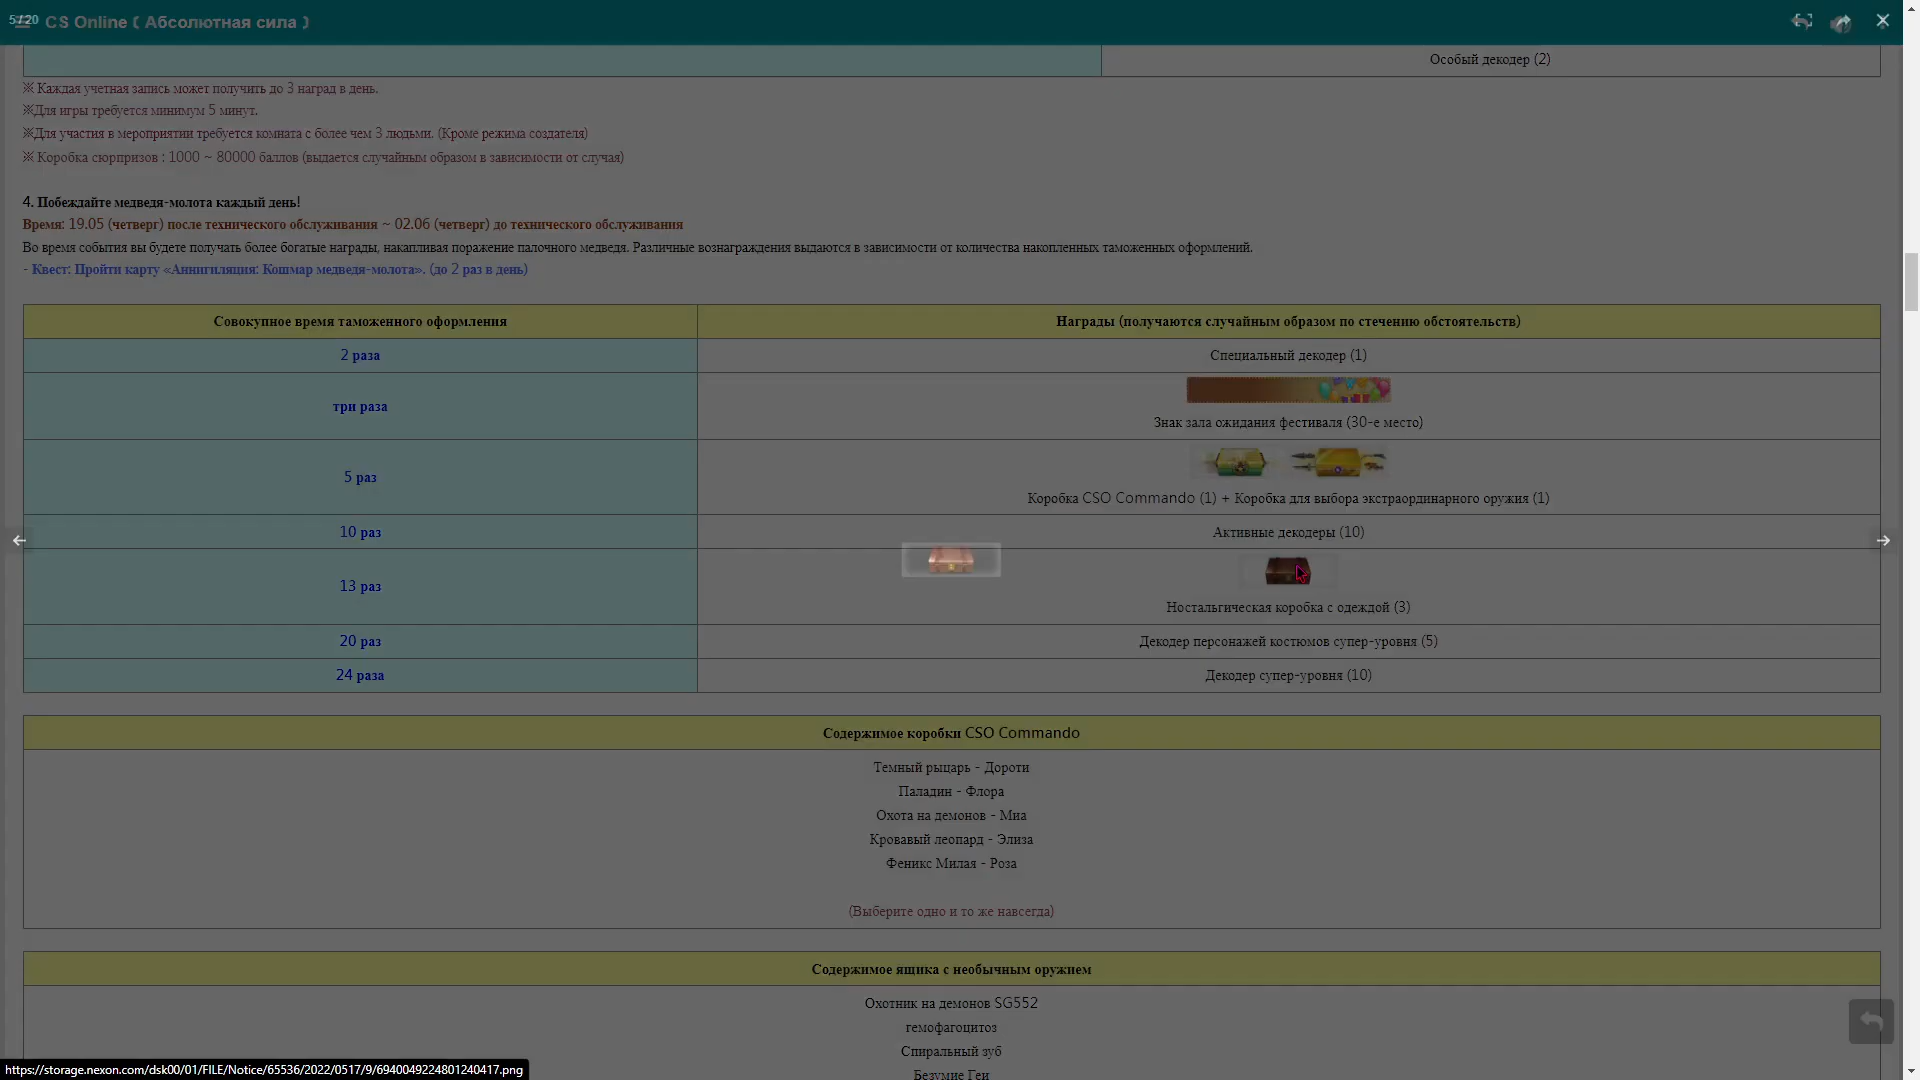 5 / 20
CS Online ( Абсолютная сила )
Особый декодер (2)
※ Каждая учетная запись может получить до 3 наград в день.
※Для игры требуется минимум 5 минут.
※Для участия в мероприятии требуется комната с более чем 3 людьми. (Кроме режима создателя)
※ Коробка сюрпризов : 1000 ~ 80000 баллов (выдается случайным образом в зависимости от случая)
4. Побеждайте медведя-молота каждый день!
Время: 19.05 (четверг) после технического обслуживания ~ 02.06 (четверг) до технического обслуживания
Во время события вы будете получать более богатые награды, накапливая поражение палочного медведя. Различные вознаграждения выдаются в зависимости от количества накопленных таможенных оформлений.
- Квест: Пройти карту «Аннигиляция: Кошмар медведя-молота». (до 2 раз в день)
Совокупное время таможенного оформления
Награды (получаются случайным образом по стечению обстоятельств)
2 раза
Специальный декодер (1)
три раза
Знак зала ожидания фестиваля (30-е место)
5 раз
Коробка CSO Commando (1) + Коробка для выбора экстраординарного оружия (1)
10 раз
Активные декодеры (10)
13 раз
Ностальгическая коробка с одеждой (3)
20 раз
Декодер персонажей костюмов супер-уровня (5)
24 раза
Декодер супер-уровня (10)
Содержимое коробки CSO Commando
Темный рыцарь - Дороти
Паладин - Флора
Охота на демонов - Миа
Кровавый леопард - Элиза
Феникс Милая - Роза
(Выберите одно и то же навсегда)
Содержимое ящика с необычным оружием
Охотник на демонов SG552
гемофагоцитоз
Спиральный зуб
Безумие Геи
https://storage.nexon.com/dsk00/01/FILE/Notice/65536/2022/0517/9/6940049224801240417.png